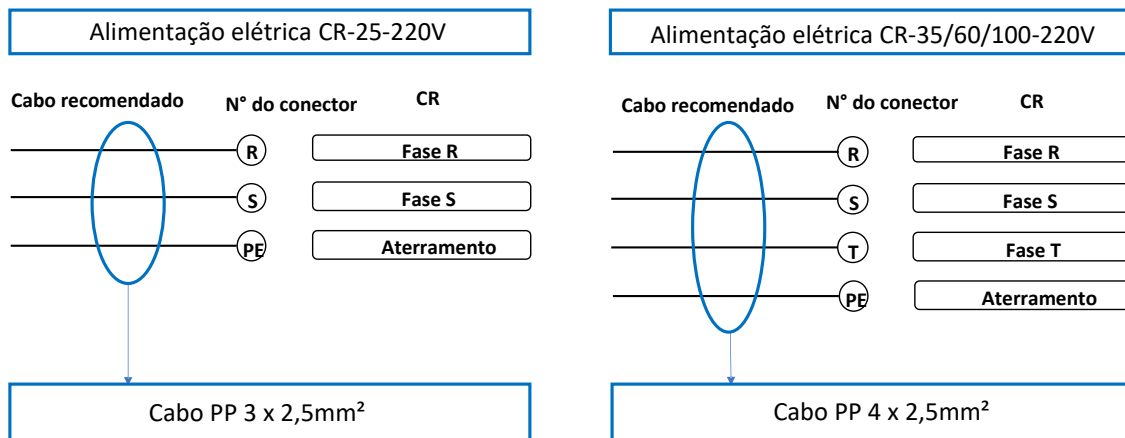 Alimentação elétrica CR-25-220V
Cabo recomendado N° do conector CR
R Fase R
S Fase S
PE Aterramento
Cabo PP 3 x 2,5mm²
Alimentação elétrica CR-35/60/100-220V
Cabo recomendado N° do conector CR
R Fase R
S Fase S
T Fase T
PE Aterramento
Cabo PP 4 x 2,5mm²